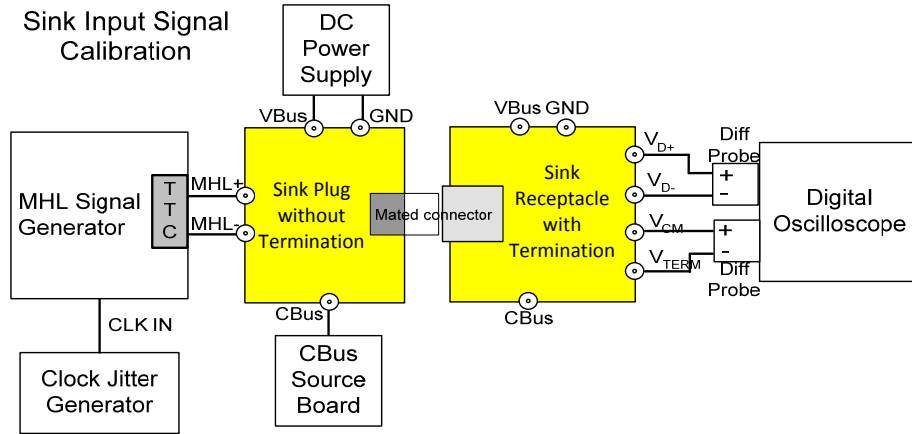 Sink Input Signal
Calibration
DC
Power
Supply
VBus
GND
VBus GND
MHL Signal
Generator
TTC
MHL+
MHL-
Sink Plug
without
Termination
Mated connector
Sink
Receptacle
with
Termination
VD+
VD-
VCM
VTERM
Diff
Probe
+
-
+
-
Diff
Probe
Digital
Oscilloscope
CBus
CBus
CLK IN
Clock Jitter
Generator
CBus
Source
Board